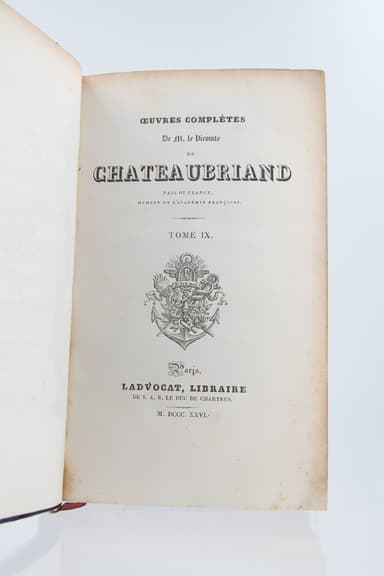 ŒUVRES COMPLÈTES
De M. le Vicomte
DE
CHATEAUBRIAND
PAIR DE FRANCE,
MEMBRE DE L'ACADÉMIE FRANÇOISE.
TOME IX.
Paris.
LADVOCAT, LIBRAIRE
DE S. A. R. LE DUC DE CHARTRES.
M. DCCC. XXVI.